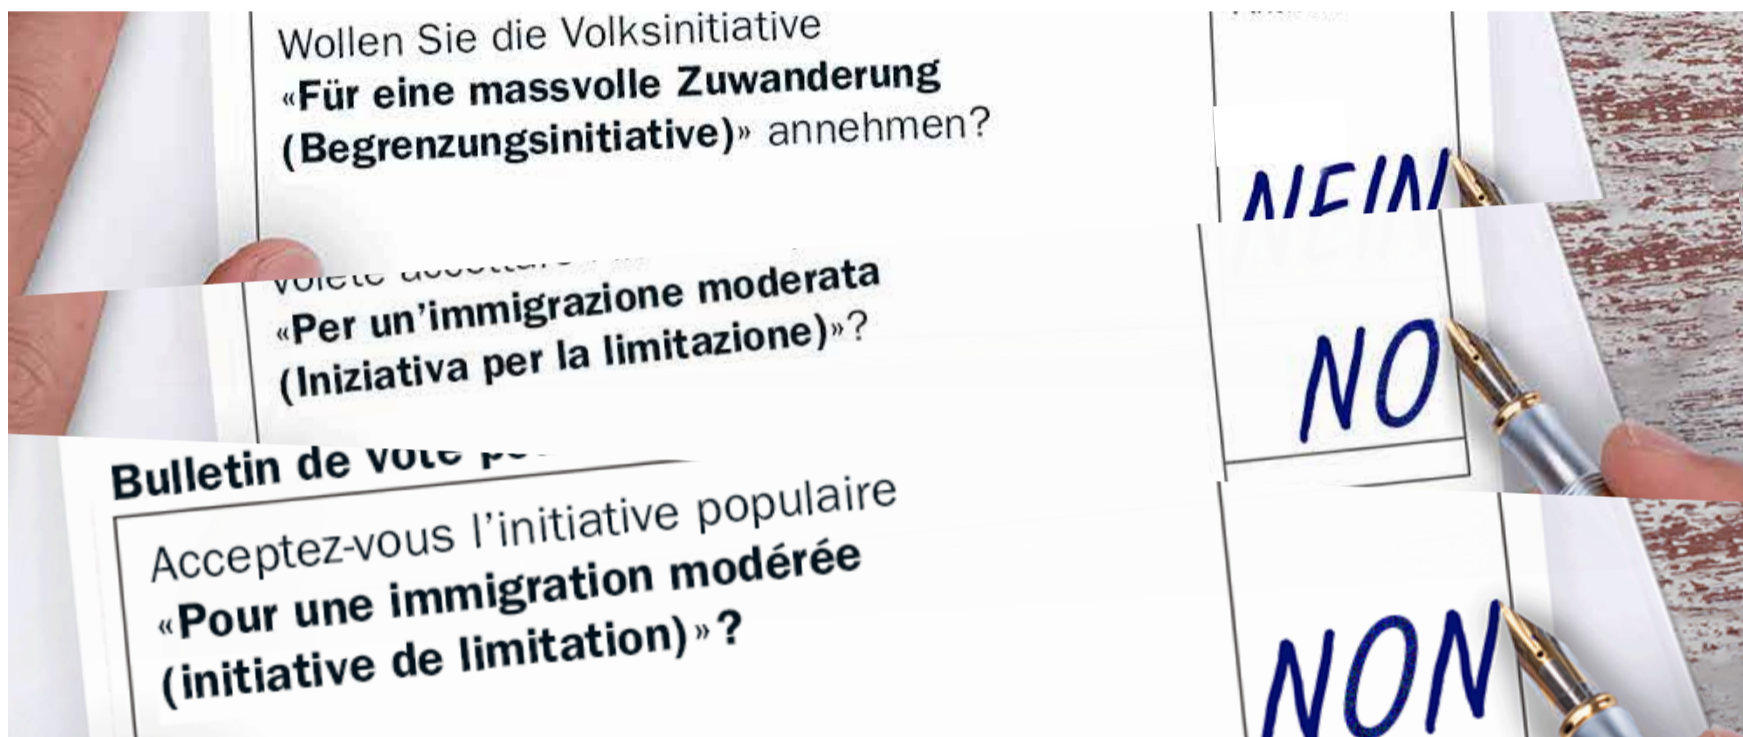 Wollen Sie die Volksinitiative
«Für eine massvolle Zuwanderung
(Begrenzungsinitiative)» annehmen?
NEIN
«Per un’immigrazione moderata
(Iniziativa per la limitazione)»?
NO
Bulletin de vote
Acceptez-vous l’initiative populaire
«Pour une immigration modérée
(initiative de limitation)»?
NON